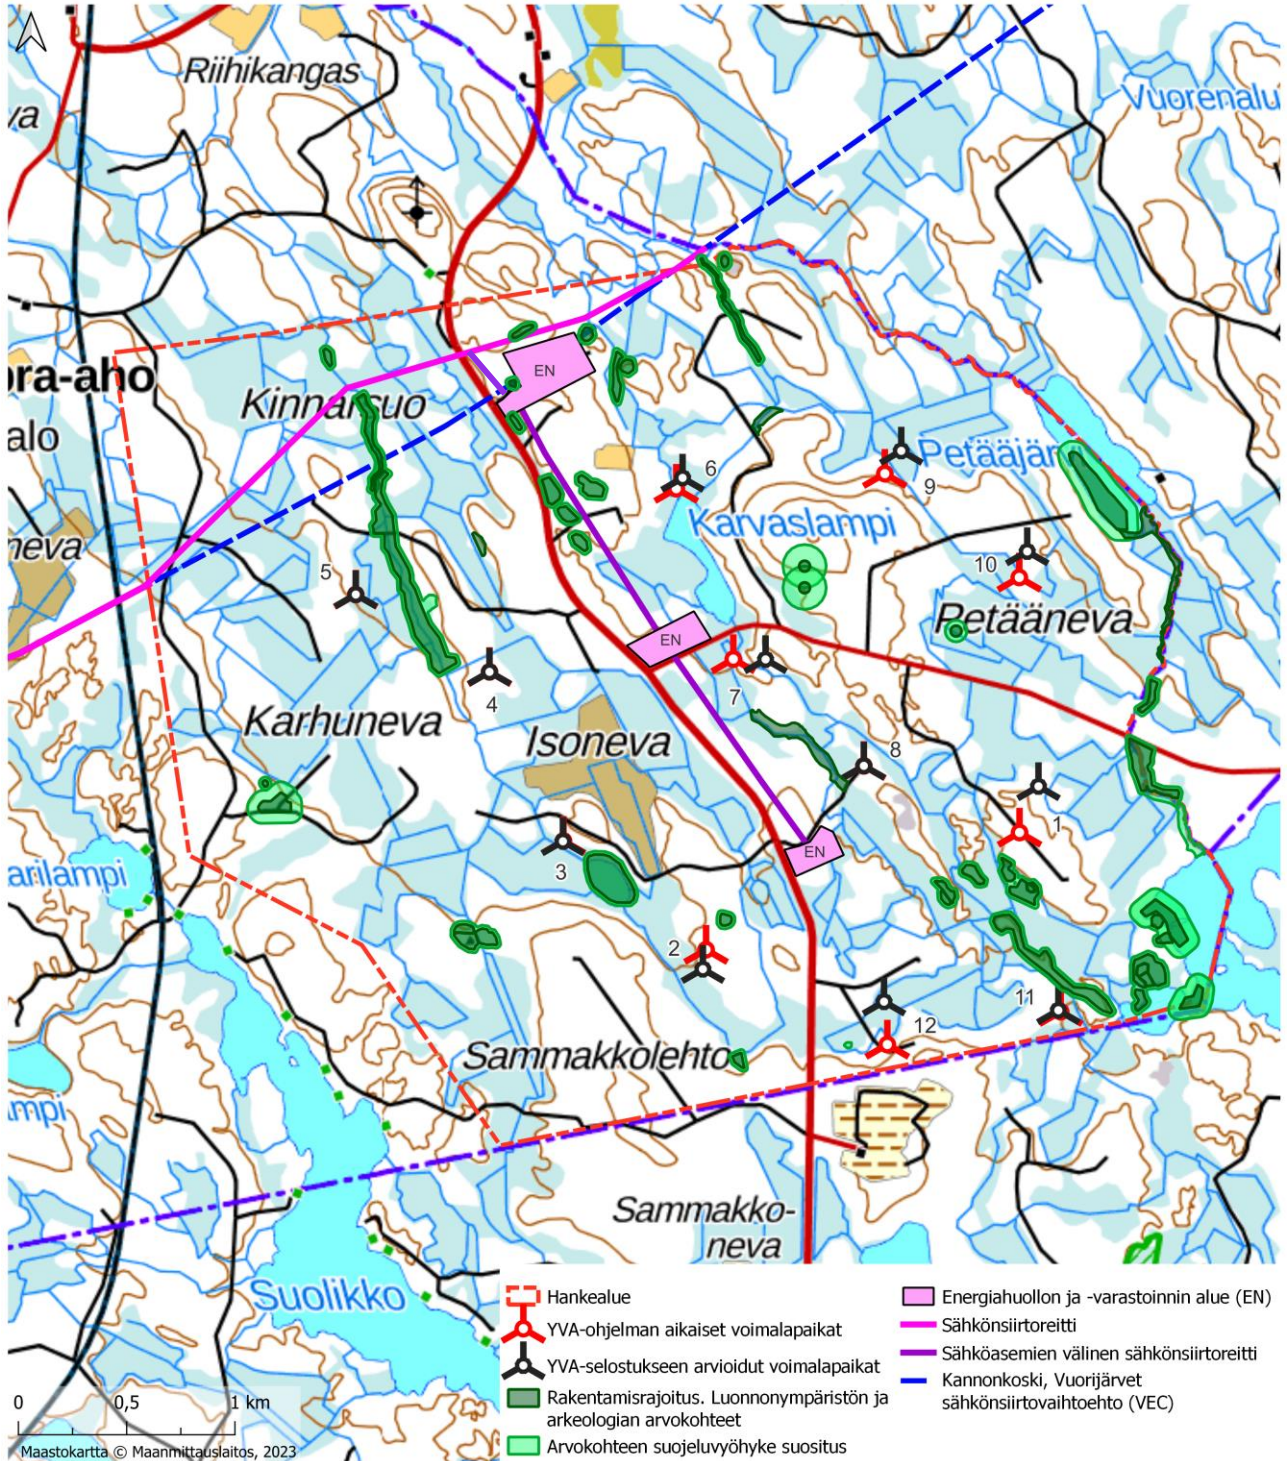 Riihikangas
va
Vuorenalu
ora-aho
alo
Kinnarsuo
EN
Petääjärv
6
9
Karvaslampi
neva
5
10
EN
Petääneva
4
7
Karhuneva
Isoneva
8
1
EN
3
arilampi
2
11
12
Sammakkolehto
ampi
Sammakko-
neva
Suolikko
Hankealue
YVA-ohjelman aikaiset voimalapaikat
YVA-selostukseen arvioidut voimalapaikat
Rakentamisrajoitus. Luonnonympäristön ja
arkeologian arvokohteet
Arvokohteen suojeluvyöhyke suositus
Energiahuollon ja -varastoinnin alue (EN)
Sähkönsiirtoreitti
Sähköasemien välinen sähkönsiirtoreitti
Kannonkoski, Vuorijärvet
sähkönsiirtovaihtoehto (VEC)
0 0,5 1 km
Maastokartta © Maanmittauslaitos, 2023